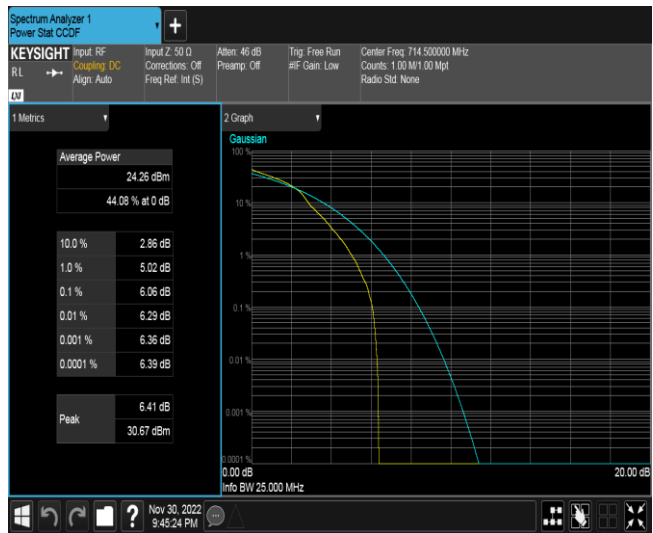 Spectrum Analyzer 1
Power Stat CCDF
+
KEYSIGHT
RL
LXI
Input: RF
Coupling: DC
Align: Auto
Input Z: 50 Ω
Corrections: Off
Freq Ref: Int (S)
Atten: 46 dB
Preamp: Off
Trig: Free Run
#IF Gain: Low
Center Freq: 714.500000 MHz
Counts: 1.00 M/1.00 Mpt
Radio Std: None
1 Metrics
Average Power
24.26 dBm
44.08 % at 0 dB
10.0 % 2.86 dB
1.0 % 5.02 dB
0.1 % 6.06 dB
0.01 % 6.29 dB
0.001 % 6.36 dB
0.0001 % 6.39 dB
Peak 6.41 dB
30.67 dBm
2 Graph
Gaussian
100 %
10 %
1 %
0.1 %
0.01 %
0.001 %
0.0001 %
0.00 dB 20.00 dB
Info BW 25.000 MHz
?
Nov 30, 2022
9:45:24 PM